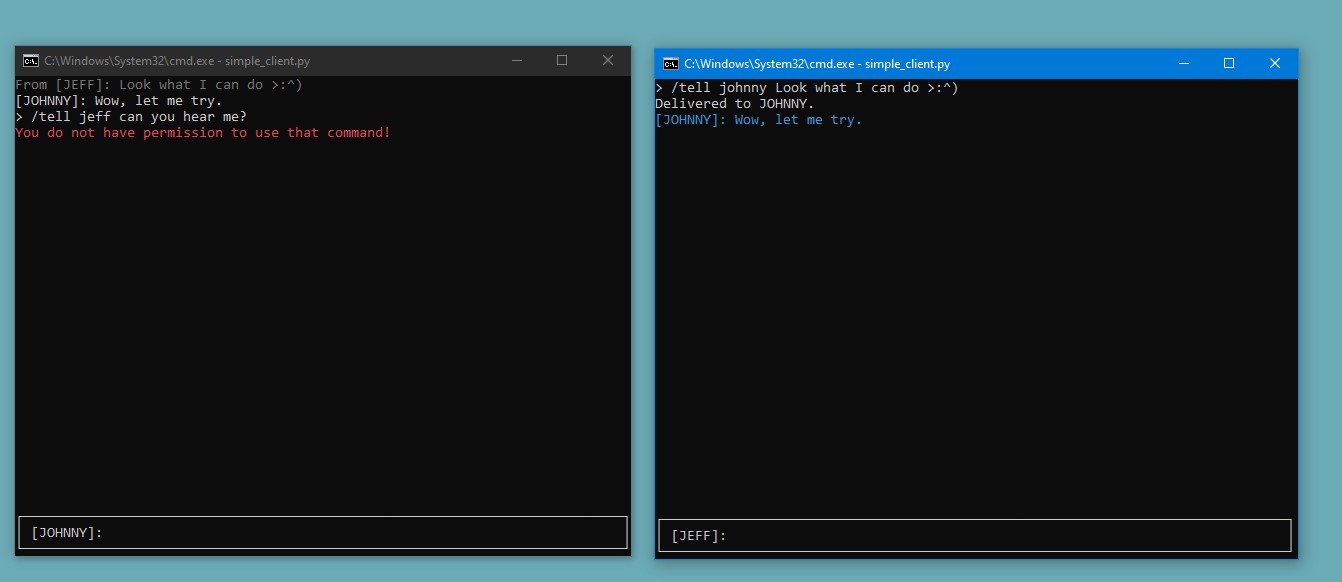 C:\Windows\System32\cmd.exe - simple_client.py
From [JEFF]: Look what I can do >:^)
[JOHNNY]: Wow, let me try.
> /tell jeff can you hear me?
You do not have permission to use that command!
[JOHNNY]:
C:\Windows\System32\cmd.exe - simple_client.py
> /tell johnny Look what I can do >:^)
Delivered to JOHNNY.
[JOHNNY]: Wow, let me try.
[JEFF]: